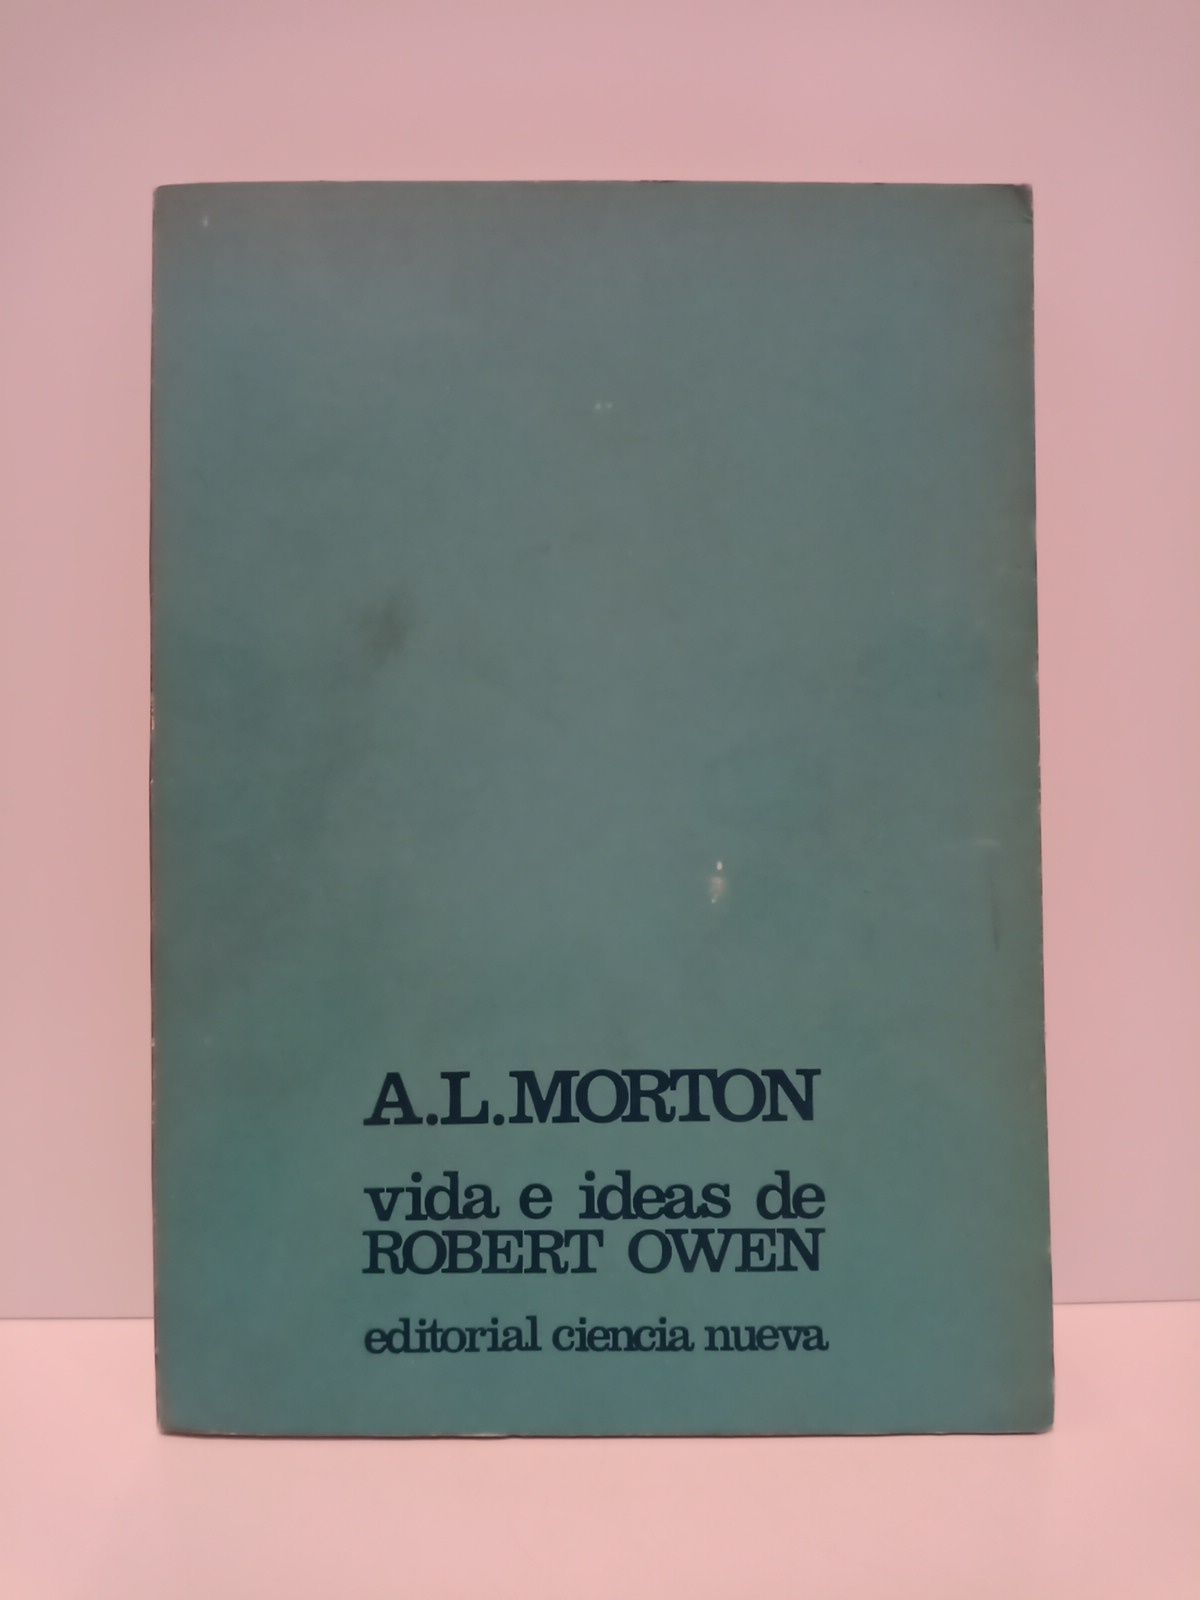 A.L.MORTON
vida e ideas de
ROBERT OWEN
editorial ciencia nueva